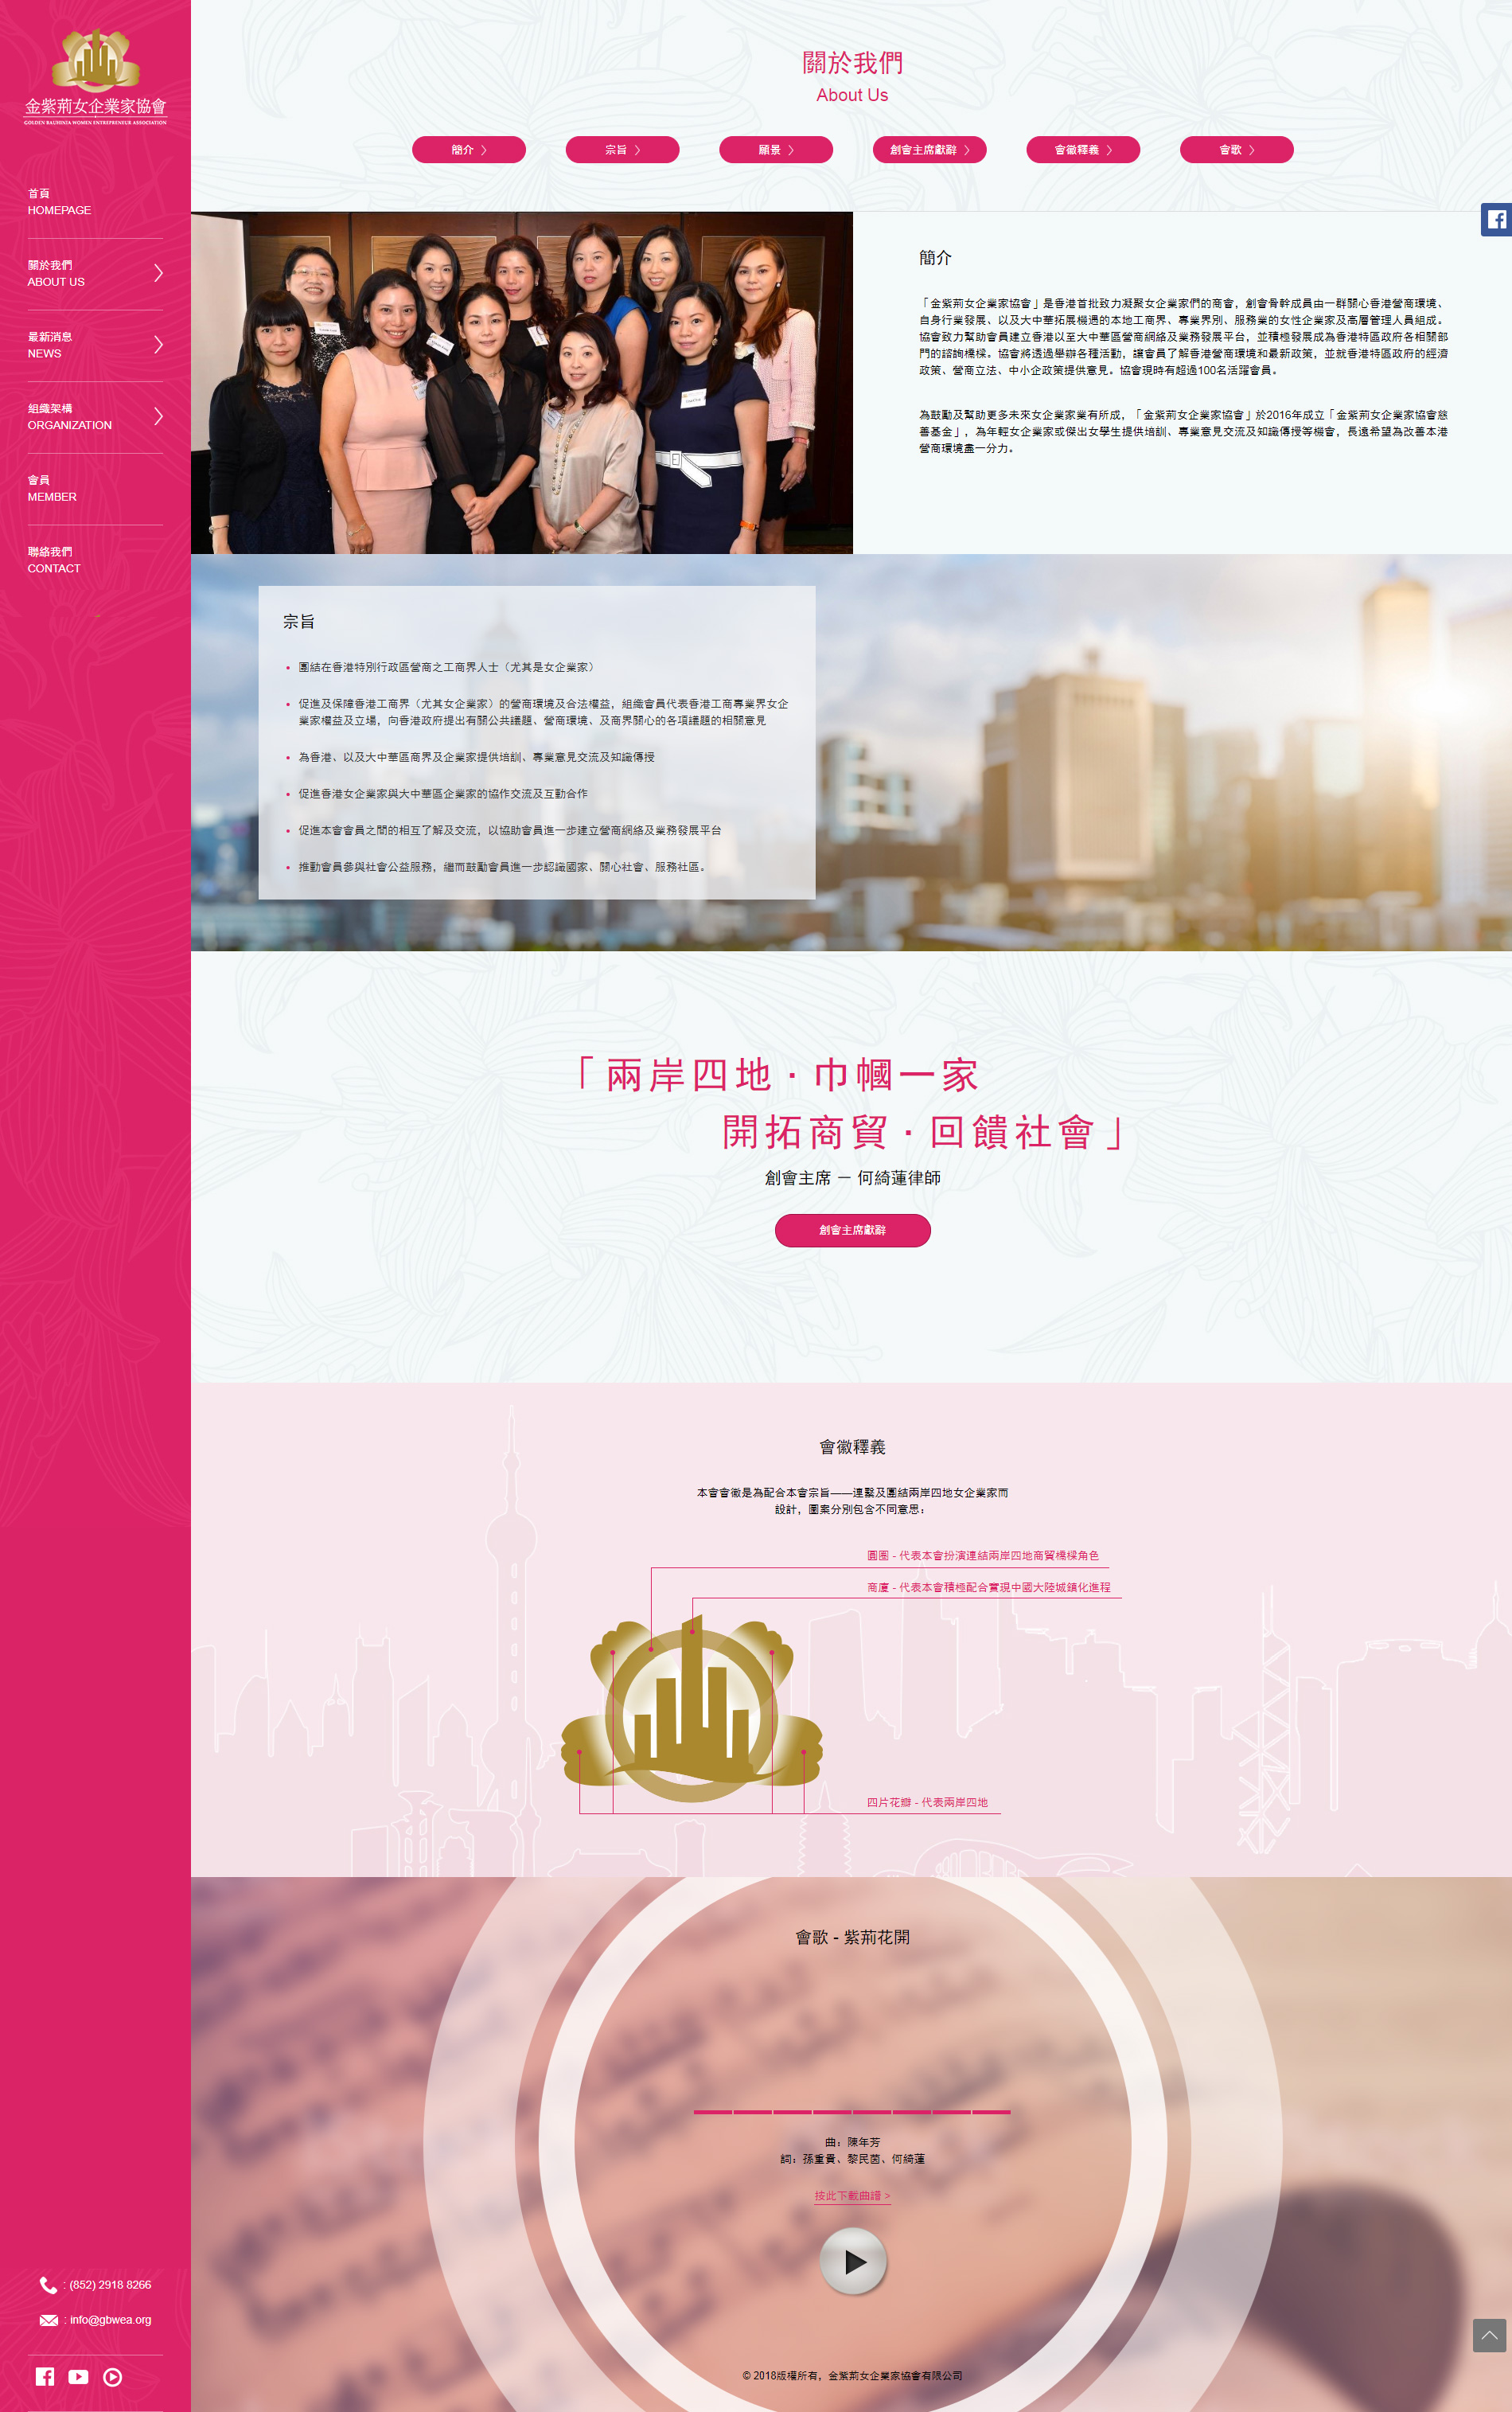 金紫荊女企業家協會
GOLDEN BAUHINIA WOMEN ENTREPRENEUR ASSOCIATION
首頁
HOMEPAGE
關於我們
ABOUT US
最新消息
NEWS
組織架構
ORGANIZATION
會員
MEMBER
聯絡我們
CONTACT
: (852) 2918 8266
: info@gbwea.org
關於我們
About Us
簡介
宗旨
願景
創會主席獻辭
會徽釋義
會歌
簡介
「金紫荊女企業家協會」是香港首批致力凝聚女企業家們的商會，創會骨幹成員由一群關心香港營商環境、
自身行業發展、以及大中華拓展機遇的本地工商界、專業界別、服務業的女性企業家及高層管理人員組成。
協會致力幫助會員建立香港以至大中華區營商網絡及業務發展平台，並積極發展成為香港特區政府各相關部
門的諮詢橋樑。協會將透過舉辦各種活動，讓會員了解香港營商環境和最新政策，並就香港特區政府的經濟
政策、營商立法、中小企政策提供意見。協會現時有超過100名活躍會員。
為鼓勵及幫助更多未來女企業家業有所成，「金紫荊女企業家協會」於2016年成立「金紫荊女企業家協會慈
善基金」，為年輕女企業家或傑出女學生提供培訓、專業意見交流及知識傳授等機會，長遠希望為改善本港
營商環境盡一分力。
宗旨
團結在香港特別行政區營商之工商界人士（尤其是女企業家）
促進及保障香港工商界（尤其女企業家）的營商環境及合法權益，組織會員代表香港工商專業界女企
業家權益及立場，向香港政府提出有關公共議題、營商環境、及商界關心的各項議題的相關意見
為香港、以及大中華區商界及企業家提供培訓、專業意見交流及知識傳授
促進香港女企業家與大中華區企業家的協作交流及互動合作
促進本會會員之間的相互了解及交流，以協助會員進一步建立營商網絡及業務發展平台
推動會員參與社會公益服務，繼而鼓勵會員進一步認識國家、關心社會、服務社區。
「兩岸四地·巾幗一家
開拓商貿·回饋社會」
創會主席 － 何綺蓮律師
創會主席獻辭
會徽釋義
本會會徽是為配合本會宗旨——連繫及團結兩岸四地女企業家而
設計，圖案分別包含不同意思：
圓圈 - 代表本會扮演連結兩岸四地商貿橋樑角色
商廈 - 代表本會積極配合實現中國大陸城鎮化進程
四片花瓣 - 代表兩岸四地
會歌 - 紫荊花開
曲：陳年芳
詞：孫重貴、黎民茵、何綺蓮
按此下載曲譜 >
© 2018版權所有，金紫荊女企業家協會有限公司